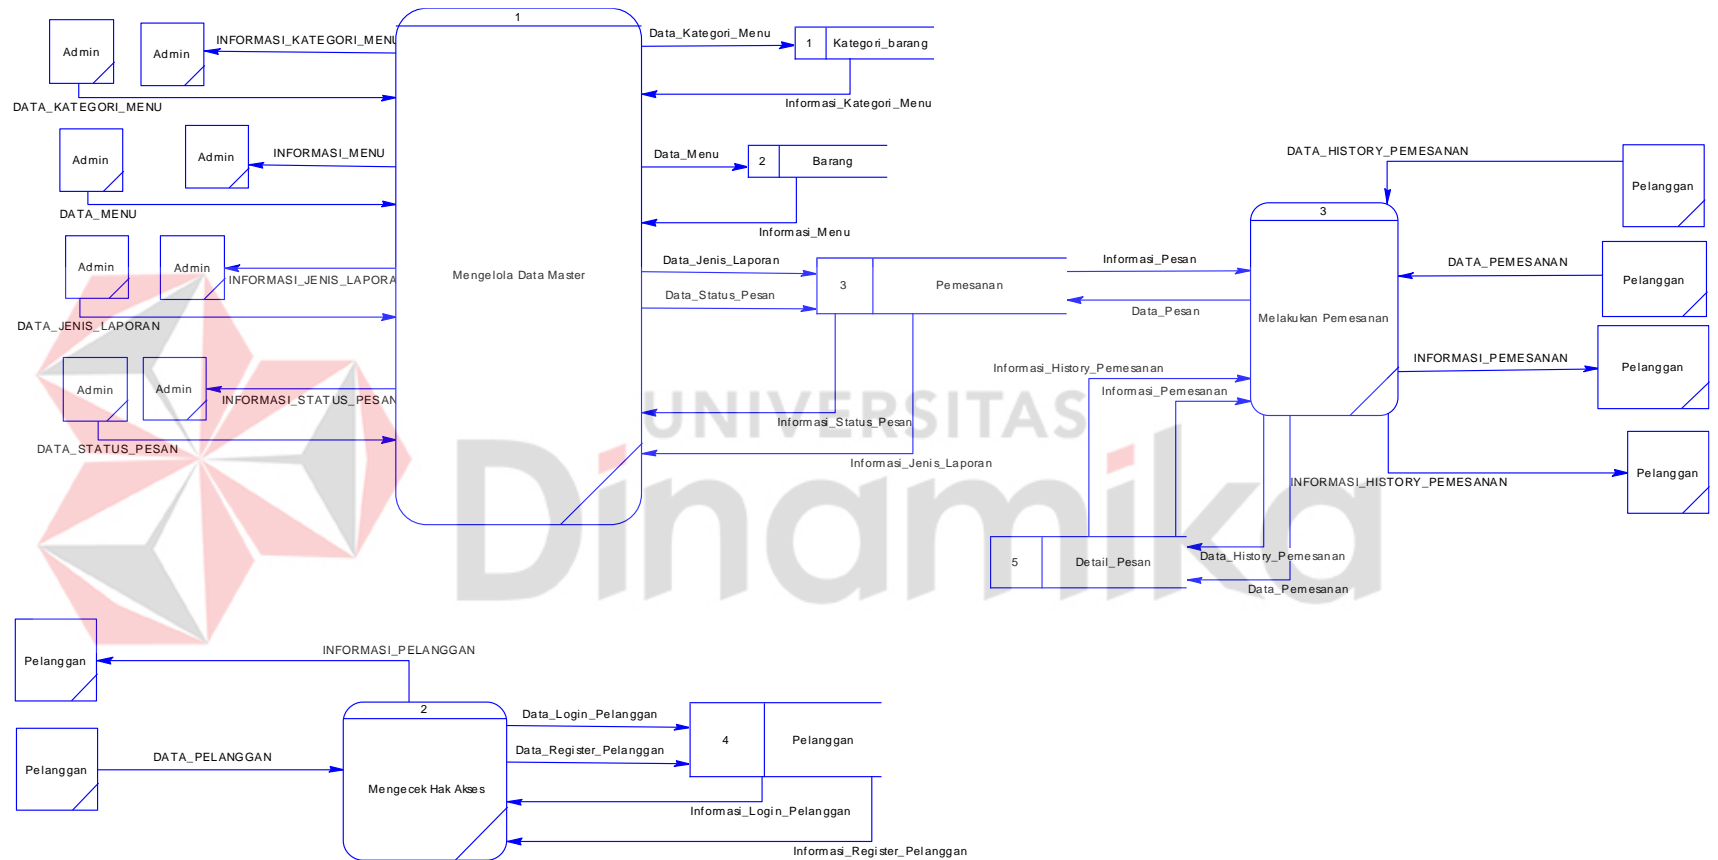 1
Admin
Admin
INFORMASI_KATEGORI_MENU
Data_Kategori_Menu
1
Kategori_barang
DATA_KATEGORI_MENU
Informasi_Kategori_Menu
Admin
Admin
INFORMASI_MENU
Data_Menu
2
Barang
DATA_MENU
Informasi_Menu
DATA_HISTORY_PEMESANAN
Pelanggan
3
Admin
Admin
INFORMASI_JENIS_LAPORA
Mengelola Data Master
Data_Jenis_Laporan
Data_Status_Pesan
3
Pemesanan
Informasi_Pesan
Data_Pesan
DATA_PEMESANAN
Pelanggan
Melakukan Pemesanan
DATA_JENIS_LAPORAN
Admin
Admin
INFORMASI_STATUS_PESAN
DATA_STATUS_PESAN
Informasi_History_Pemesanan
Informasi_Pemesanan
INFORMASI_PEMESANAN
Pelanggan
Informasi_Status_Pesan
Informasi_Jenis_Laporan
UNIVERSITAS
Dinamika
INFORMASI_HISTORY_PEMESANAN
Pelanggan
5
Detail_Pesan
Data_History_Pemesanan
Data_Pemesanan
Pelanggan
INFORMASI_PELANGGAN
2
Data_Login_Pelanggan
Data_Register_Pelanggan
4
Pelanggan
Pelanggan
DATA_PELANGGAN
Mengecek Hak Akses
Informasi_Login_Pelanggan
Informasi_Register_Pelanggan